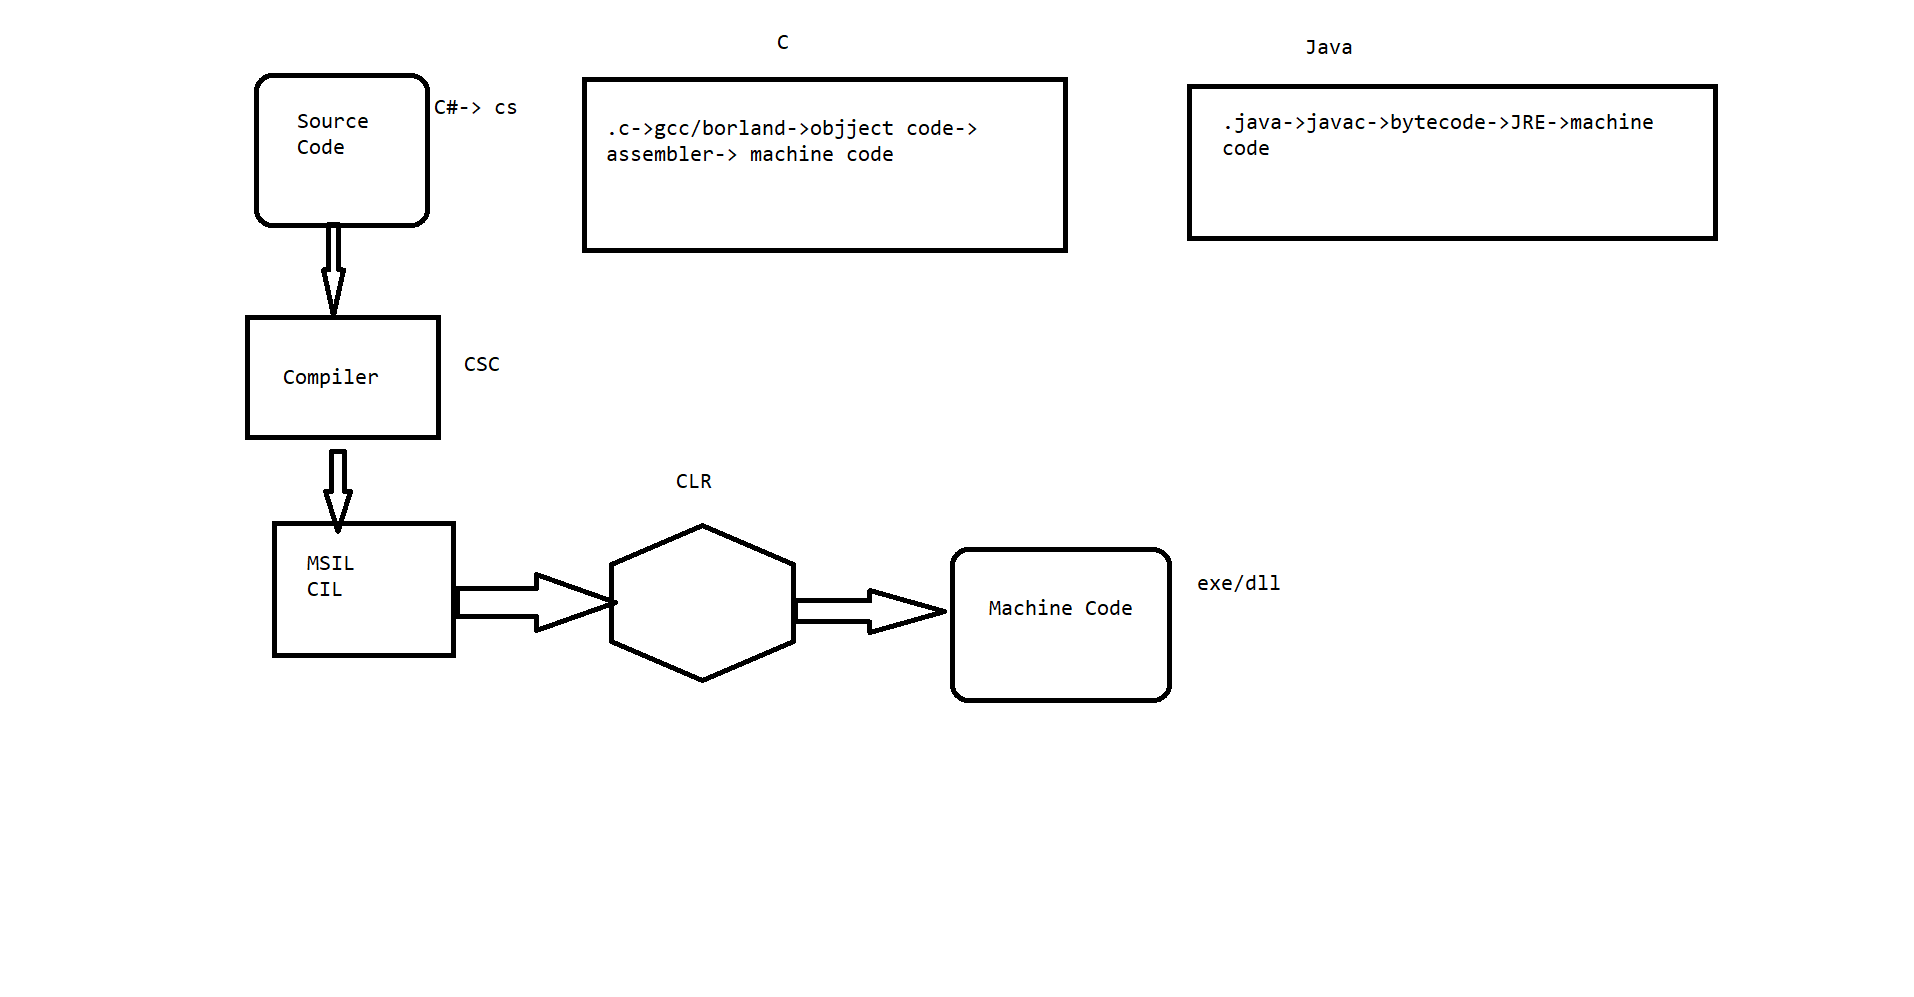 C
Java
Source
Code
C#-> cs
.c->gcc/borland->objject code->
assembler-> machine code
.java->javac->bytecode->JRE->machine
code
Compiler
CSC
CLR
MSIL
CIL
Machine Code
exe/dll